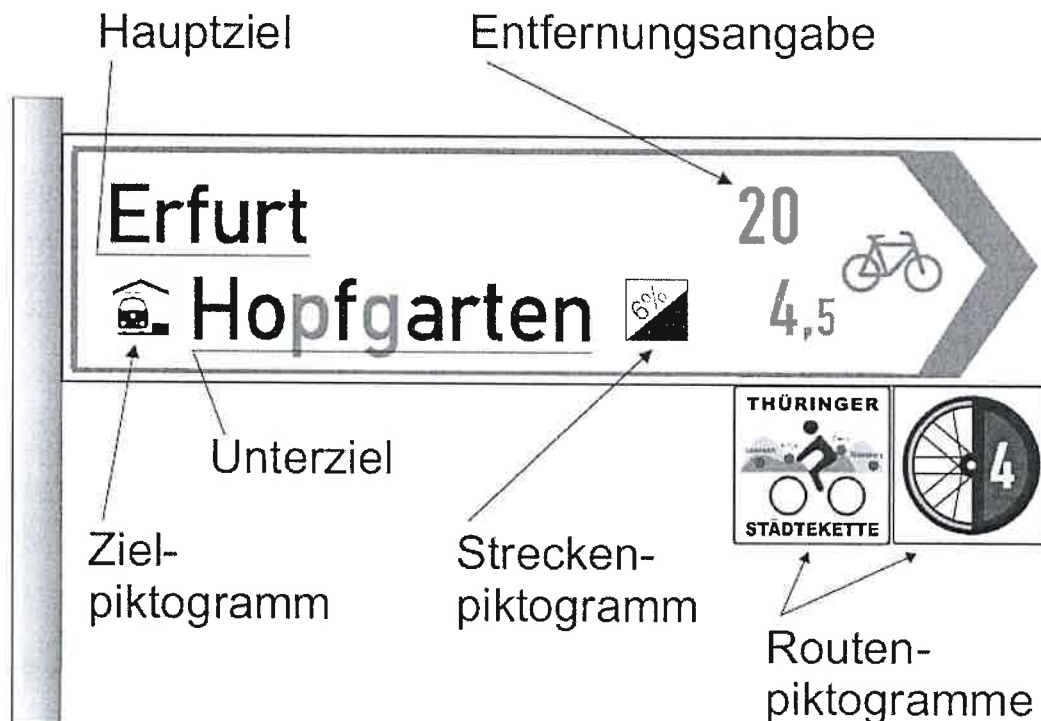 Hauptziel
Entfernungsangabe
Erfurt 20
Hopfgarten 6% 4,5
Unterziel
THÜRINGER
STÄDTEKETTE
4
Ziel-
piktogramm
Strecken-
piktogramm
Routen-
piktogramme